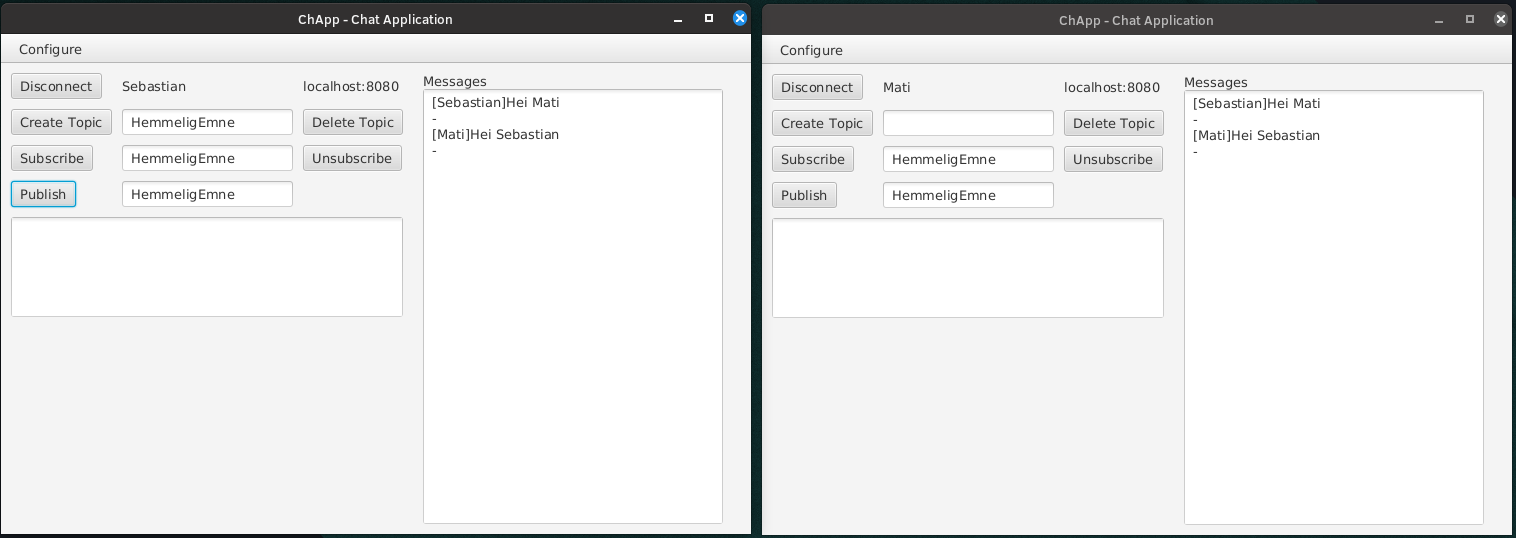 ChApp - Chat Application
Configure
Disconnect Sebastian localhost:8080
Create Topic HemmeligEmne Delete Topic
Subscribe HemmeligEmne Unsubscribe
Publish HemmeligEmne
Messages
[Sebastian]Hei Mati
-
[Mati]Hei Sebastian
-
ChApp - Chat Application
Configure
Disconnect Mati localhost:8080
Create Topic Delete Topic
Subscribe HemmeligEmne Unsubscribe
Publish HemmeligEmne
Messages
[Sebastian]Hei Mati
-
[Mati]Hei Sebastian
-